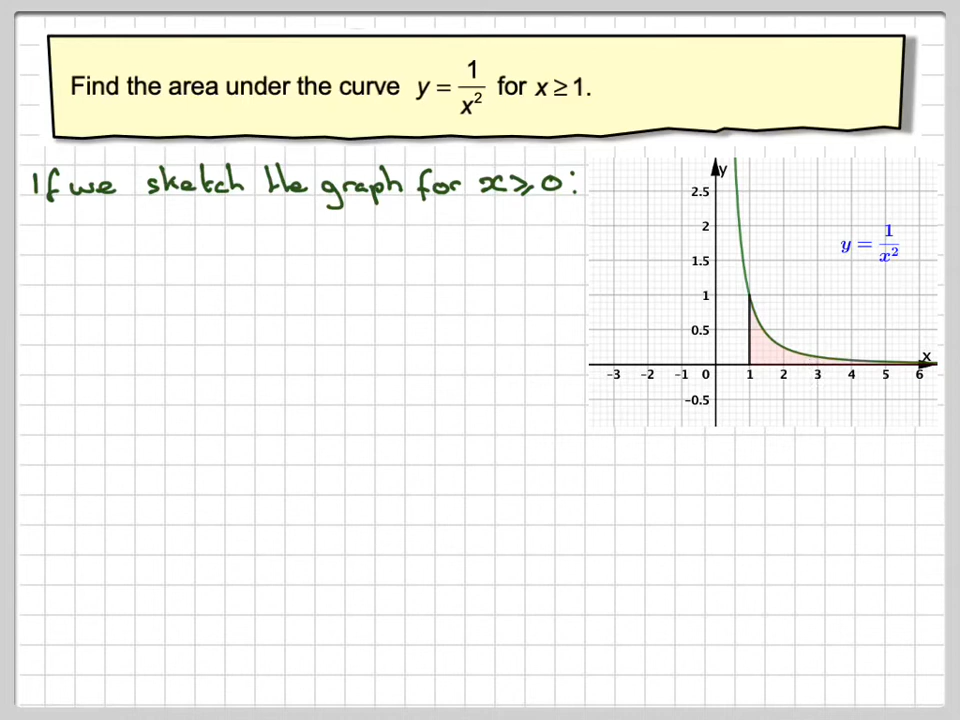 Find the area under the curve y = 1/x² for x ≥ 1.
If we sketch the graph for x ⩾ 0:
y
2.5
2
y = 1/x²
1.5
1
0.5
x
-3 -2 -1 0 1 2 3 4 5 6
-0.5